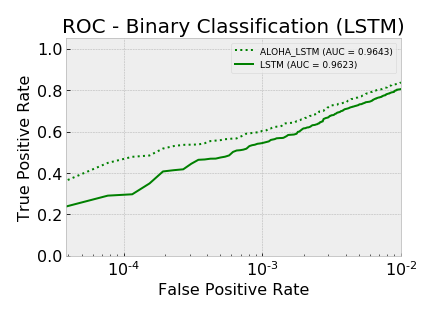 ROC - Binary Classification (LSTM)
ALOHA_LSTM (AUC = 0.9643)
LSTM (AUC = 0.9623)
True Positive Rate
1.0
0.8
0.6
0.4
0.2
0.0
10⁻⁴ 10⁻³ 10⁻²
False Positive Rate